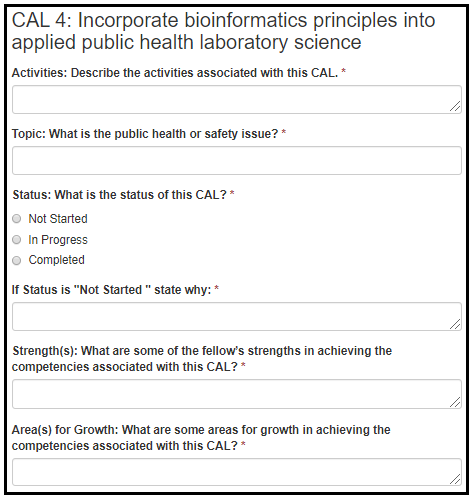 CAL 4: Incorporate bioinformatics principles into
applied public health laboratory science
Activities: Describe the activities associated with this CAL. *
Topic: What is the public health or safety issue? *
Status: What is the status of this CAL? *
Not Started
In Progress
Completed
If Status is "Not Started " state why: *
Strength(s): What are some of the fellow's strengths in achieving the
competencies associated with this CAL? *
Area(s) for Growth: What are some areas for growth in achieving the
competencies associated with this CAL? *